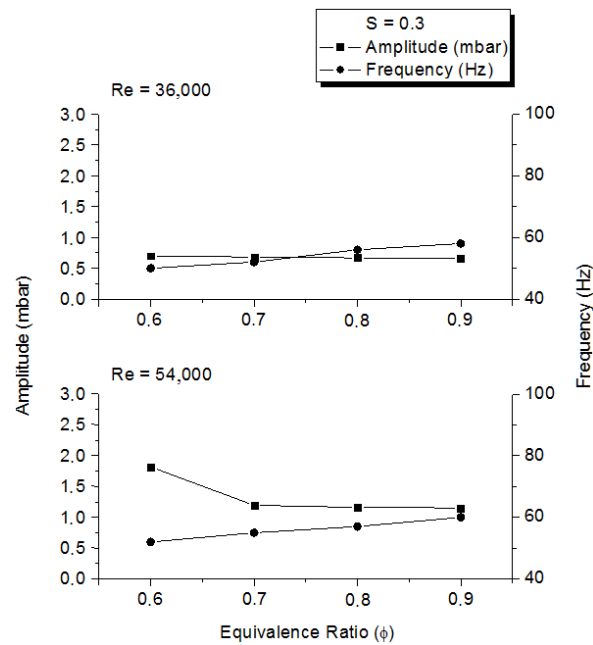 S = 0.3
Amplitude (mbar)
Frequency (Hz)
Re = 36,000
3.0
2.5
2.0
1.5
1.0
0.5
0.0
100
80
60
40
0.6 0.7 0.8 0.9
Amplitude (mbar)
Frequency (Hz)
Re = 54,000
3.0
2.5
2.0
1.5
1.0
0.5
0.0
100
80
60
40
0.6 0.7 0.8 0.9
Equivalence Ratio (ϕ)